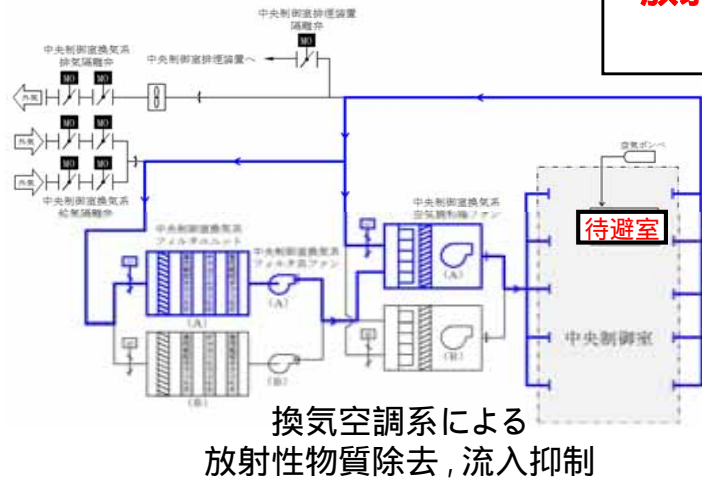 中央制御室排煙装置
隔離弁
MO
中央制御室換気系
排気隔離弁
中央制御室排煙装置へ
MO MO
外気
MO MO
外気
MO MO
外気
中央制御室換気系
給気隔離弁
空気ボンベ
待避室
中央制御室換気系
フィルタユニット
中央制御室換気系
フィルタ系ファン
中央制御室換気系
空気調和機ファン
(A)
(A)
(A)
(B)
(B)
(B)
中央制御室
換気空調系による
放射性物質除去,流入抑制